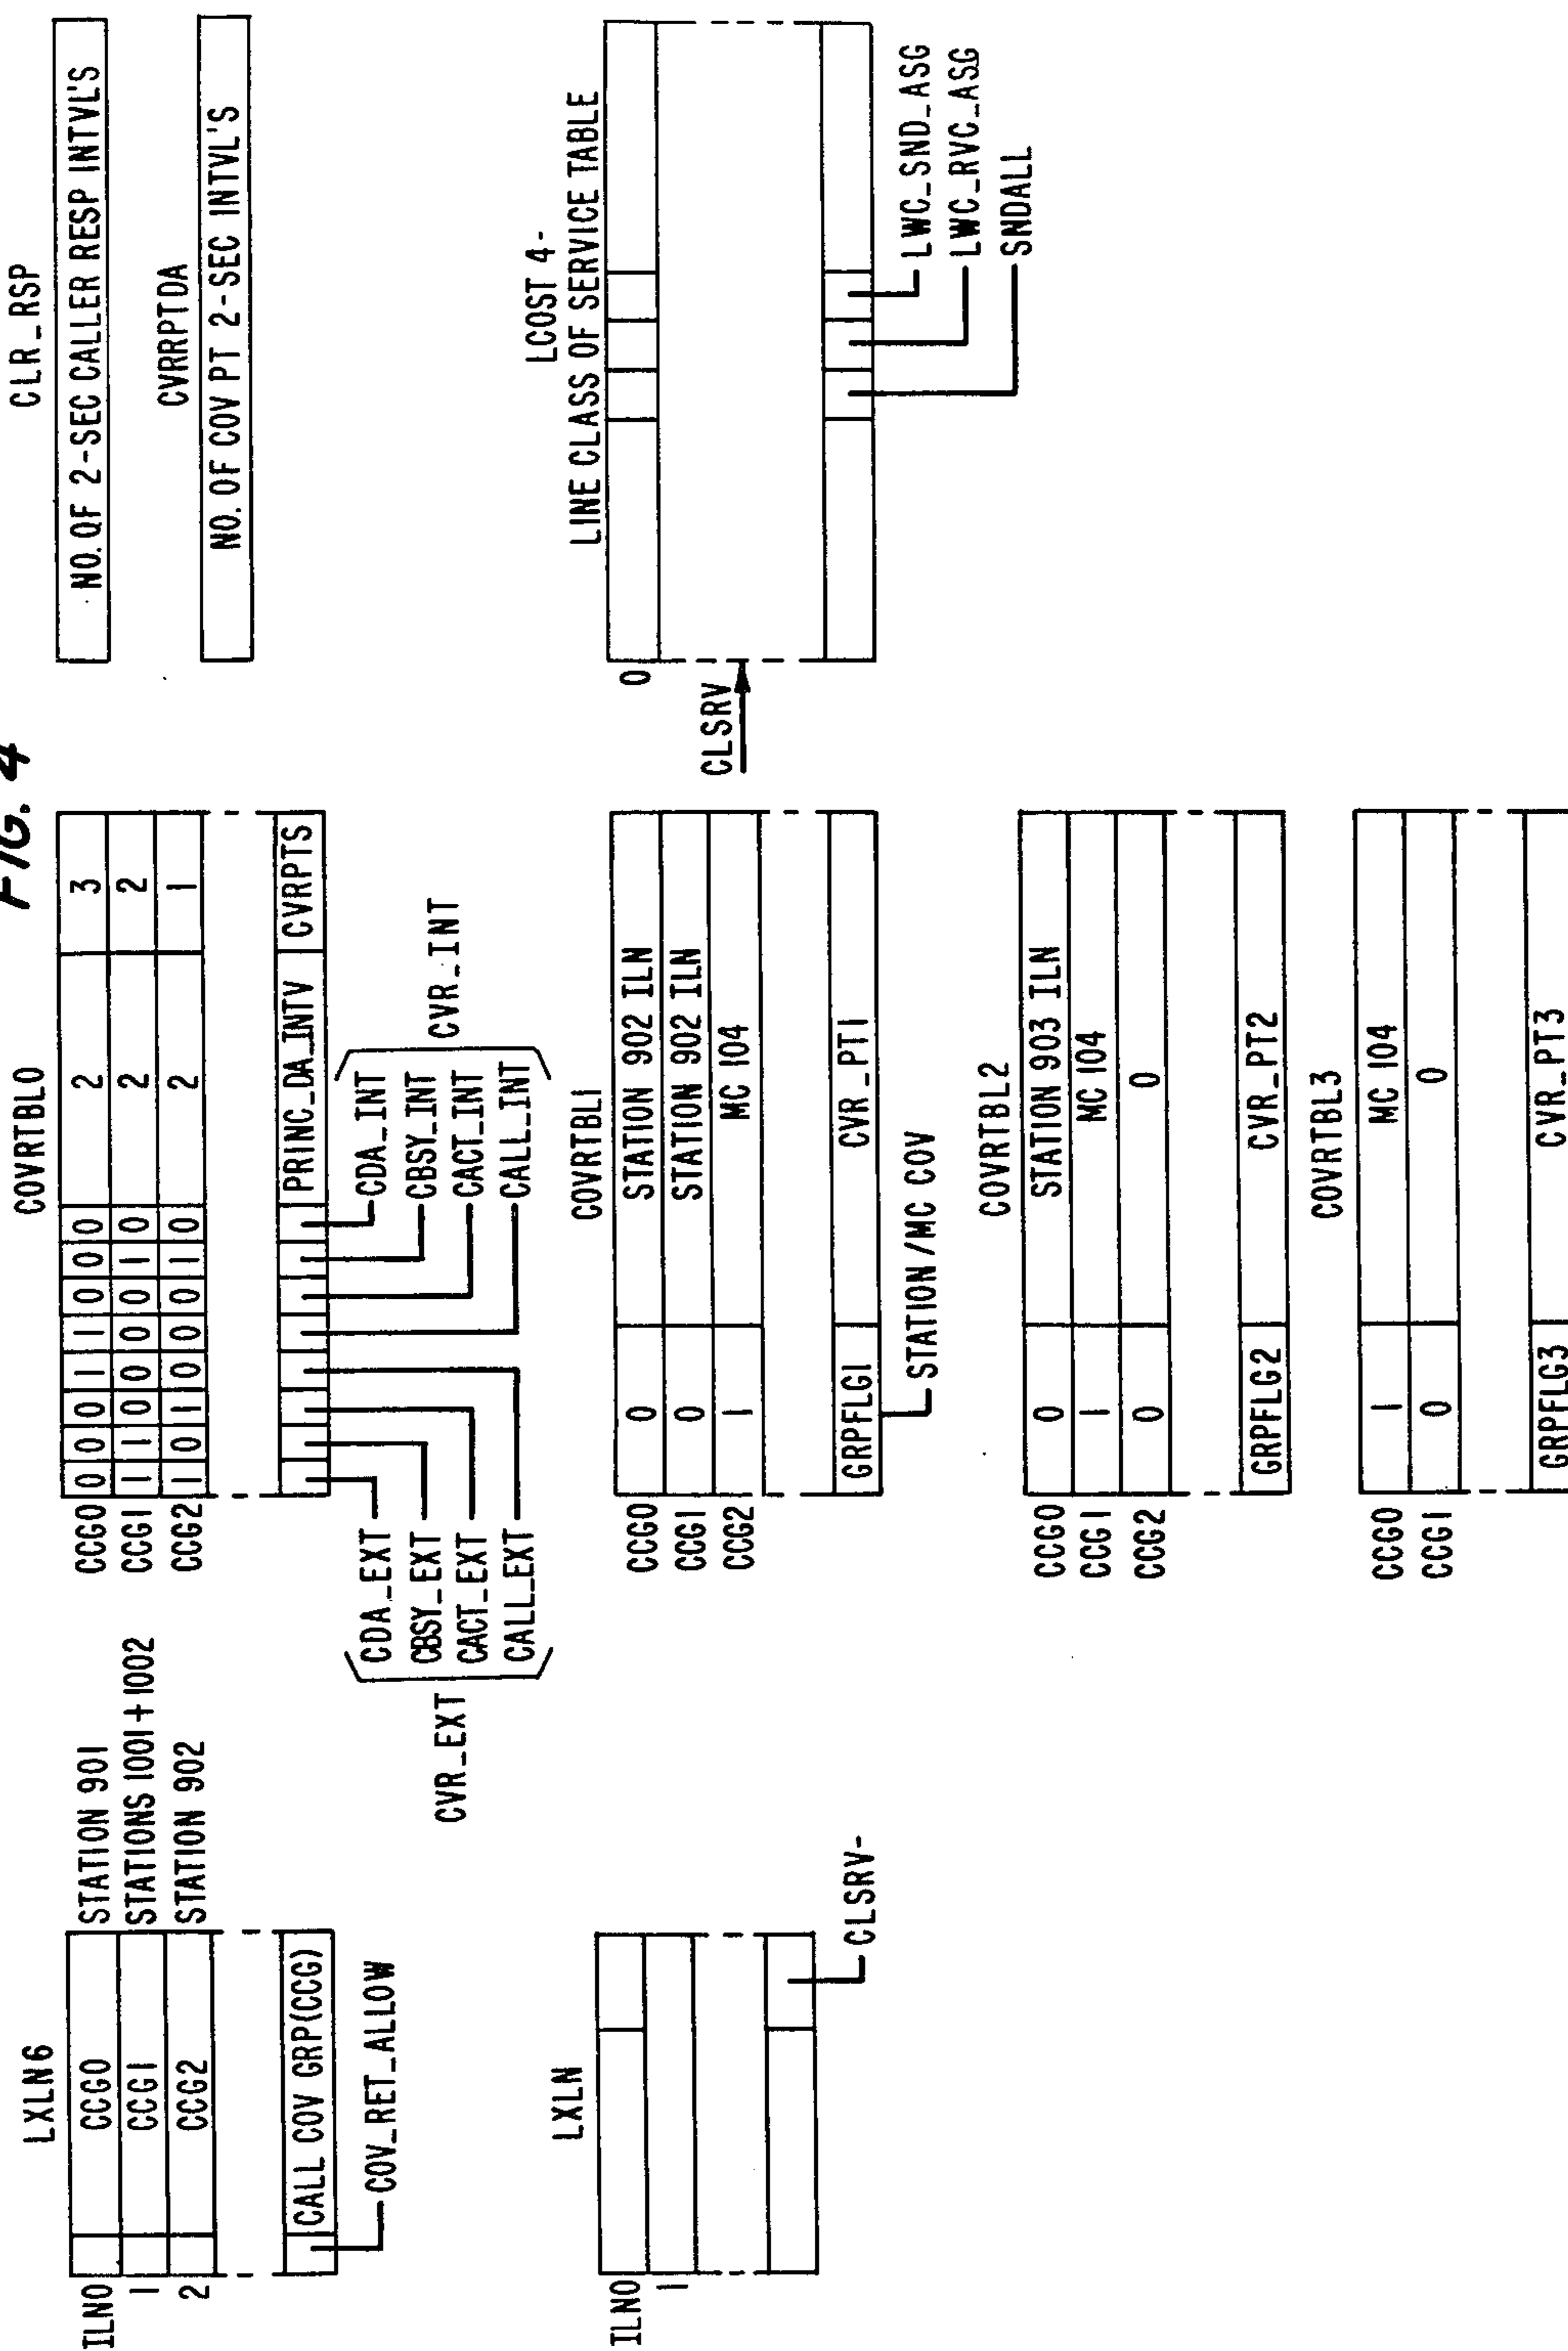 FIG. 4
LXLN6
ILN0 CCG0 STATION 901
1 CCG1 STATIONS 1001+1002
2 CCG2 STATION 902
CALL COV GRP(CCG)
COV_RET_ALLOW
LXLN
ILN0
1
CLSRV-
COVRTBL0
CCG0 0 0 0 1 1 0 0 0 2 3
CCG1 1 1 0 0 0 0 1 0 2 2
CCG2 1 0 1 0 0 0 1 0 2 1
PRINC_DA_INTV CVRPTS
CDA_EXT CDA_INT
CBSY_EXT CBSY_INT
CACT_EXT CACT_INT
CALL_EXT CALL_INT
CVR_EXT CVR_INT
COVRTBL1
CCG0 0 STATION 902 ILN
CCG1 0 STATION 902 ILN
CCG2 1 MC 104
GRPFLG1 CVR_PT1
STATION/MC COV
COVRTBL2
CCG0 0 STATION 903 ILN
CCG1 1 MC 104
CCG2 0 0
GRPFLG2 CVR_PT2
COVRTBL3
CCG0 1 MC 104
CCG1 0 0
GRPFLG3 CVR_PT3
CLR_RSP
NO. OF 2-SEC CALLER RESP INTVL'S
CVRRPTDA
NO. OF COV PT 2-SEC INTVL'S
LCOST 4-
LINE CLASS OF SERVICE TABLE
0
CLSRV
LWC_SND_ASG
LWC_RVC_ASG
SNDALL